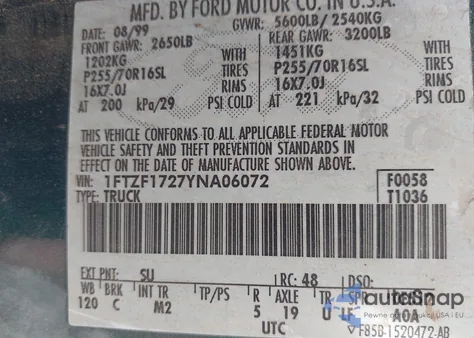 MFD. BY FORD MOTOR CO. IN U.S.A.
DATE: 08/99 GVWR: 5600LB / 2540KG
FRONT GAWR: 2650LB REAR GAWR: 3200LB
1202KG WITH 1451KG WITH
P255/70R16SL TIRES P255/70R16SL TIRES
16X7.0J RIMS 16X7.0J RIMS
AT 200 kPa/29 PSI COLD AT 221 kPa/32 PSI COLD
THIS VEHICLE CONFORMS TO ALL APPLICABLE FEDERAL MOTOR
VEHICLE SAFETY AND THEFT PREVENTION STANDARDS IN
EFFECT ON THE DATE OF MANUFACTURE SHOWN ABOVE.
VIN: 1FTZF1727YNA06072 F0058
TYPE: TRUCK T1036
EXT PNT: SU RC: 48 DSO:
WB BRK INT TR TP/PS R AXLE TR SPR
120 C M2 5 19 U LF AOA
UTC F85B-1520472-AB
autoSnap